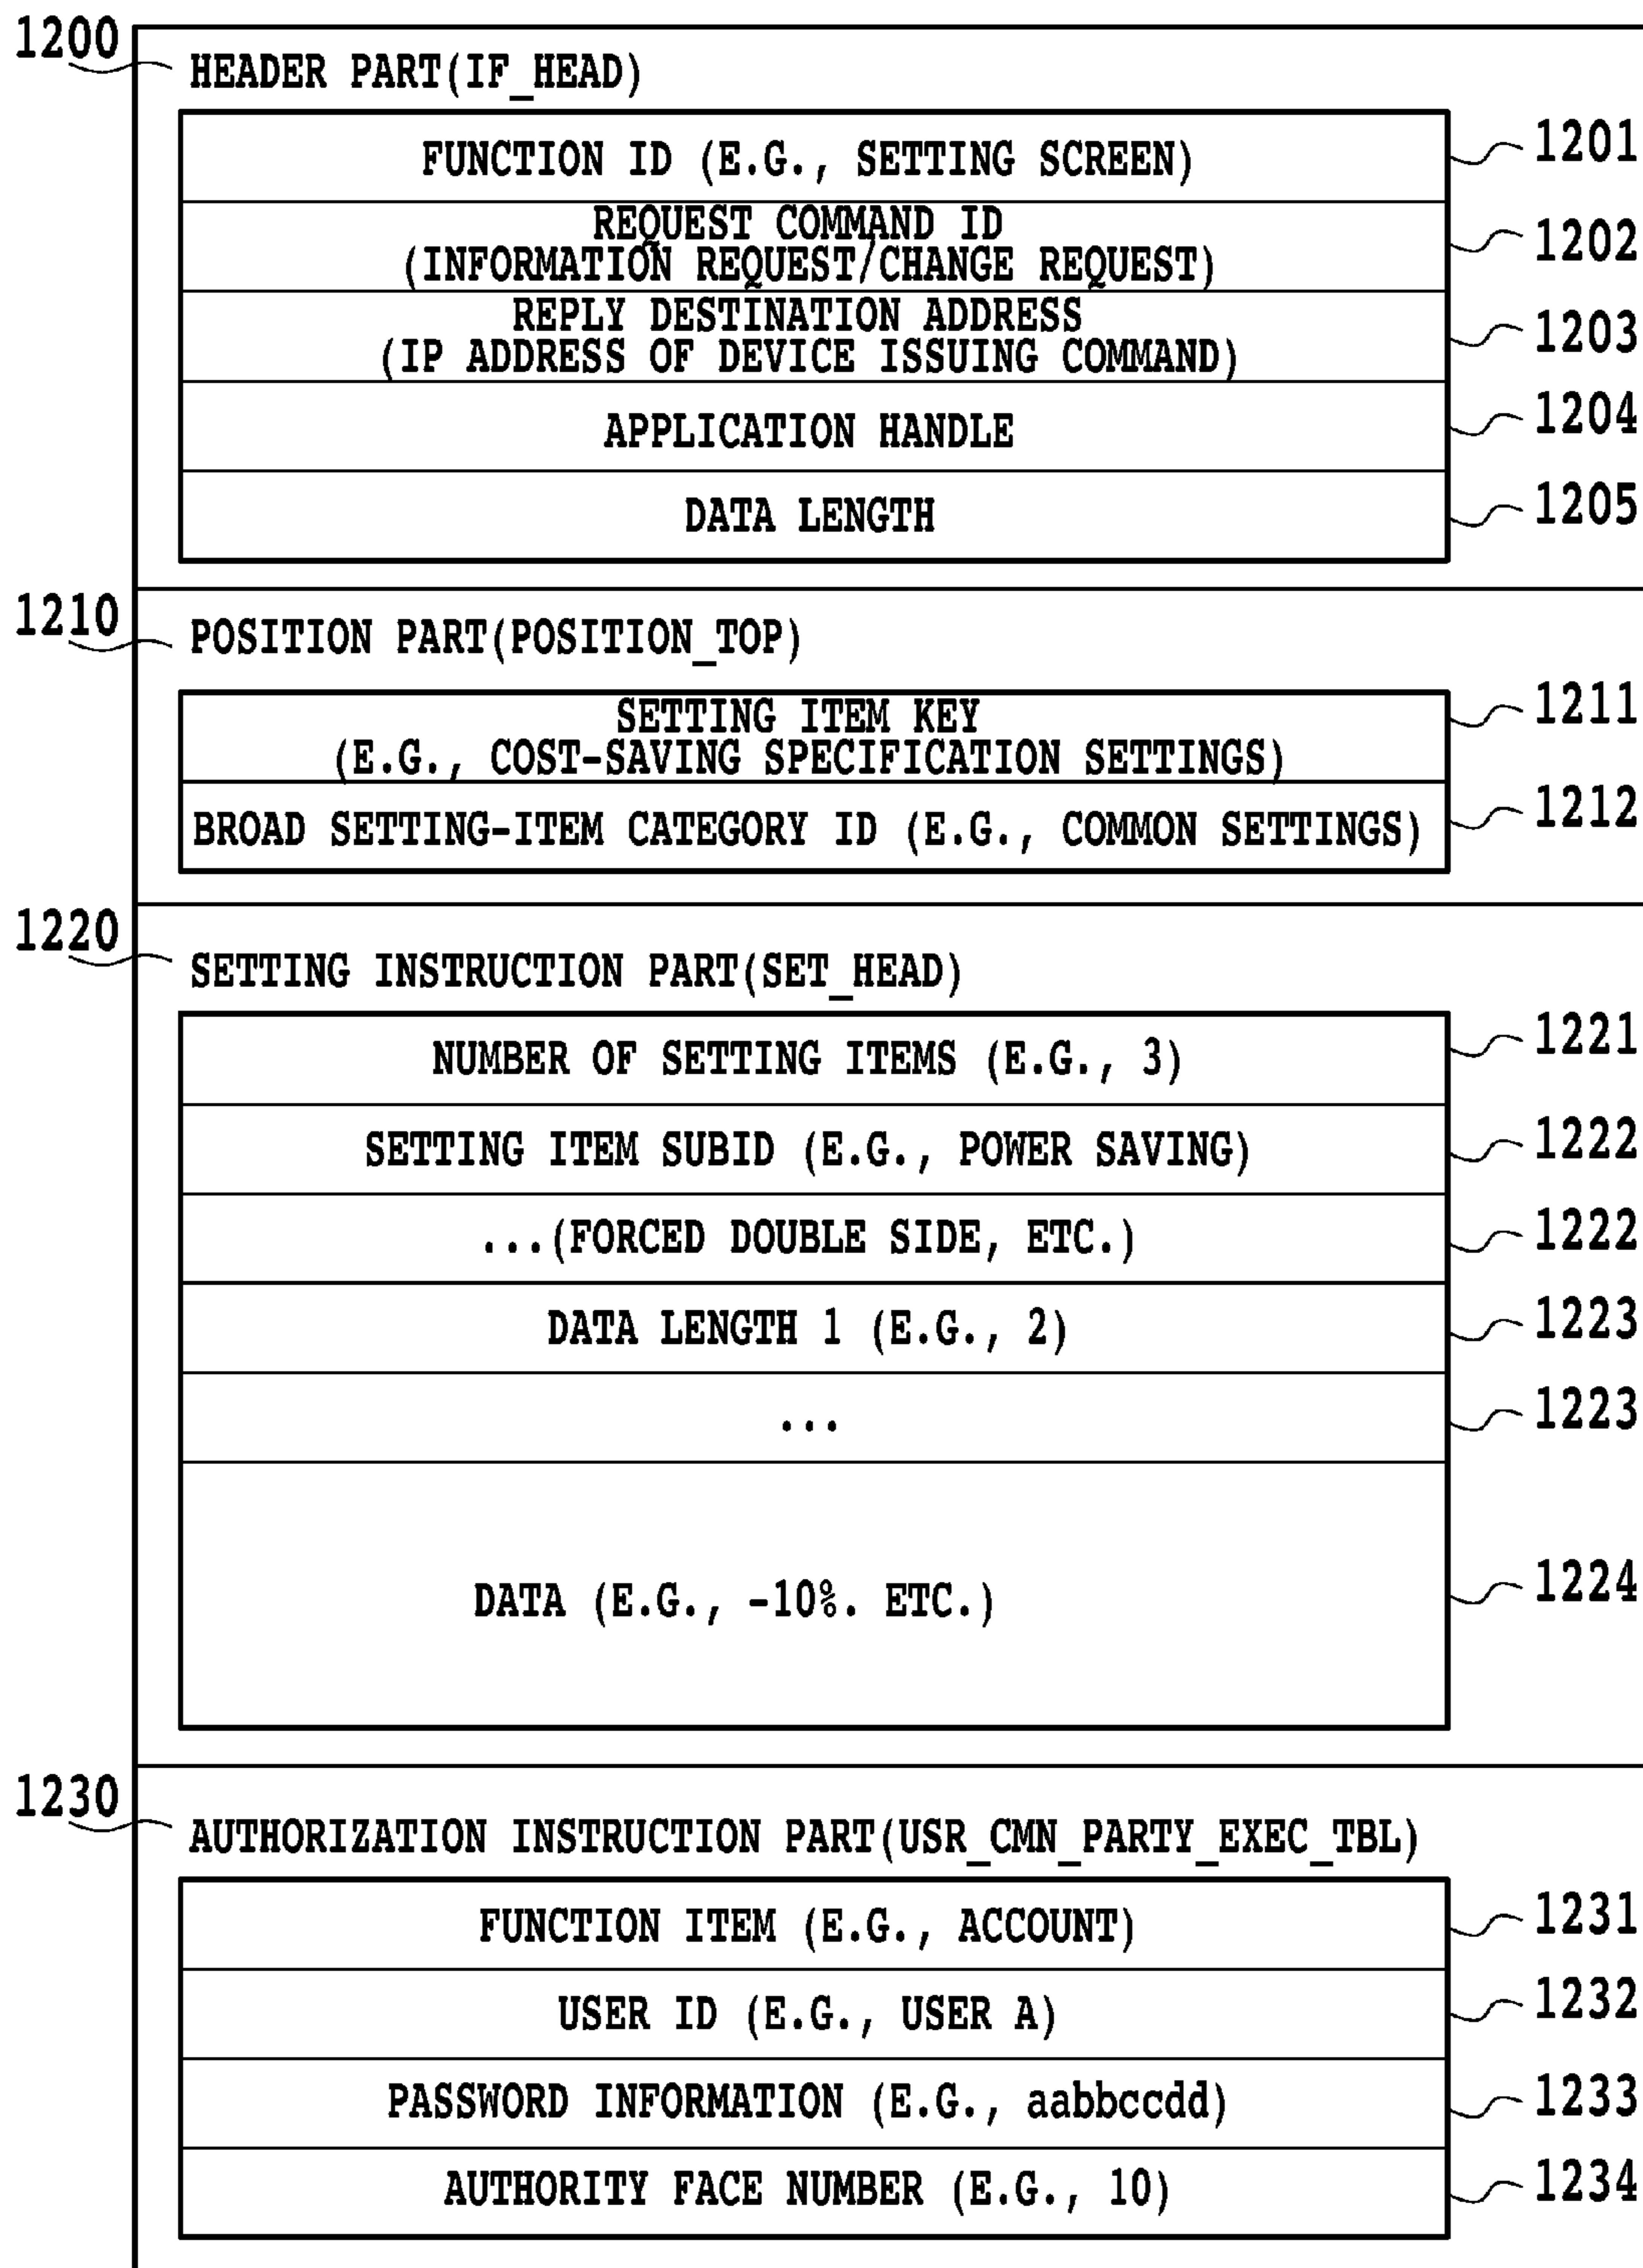 1200
HEADER PART(IF_HEAD)
FUNCTION ID (E.G., SETTING SCREEN)
1201
REQUEST COMMAND ID
(INFORMATION REQUEST/CHANGE REQUEST)
1202
REPLY DESTINATION ADDRESS
(IP ADDRESS OF DEVICE ISSUING COMMAND)
1203
APPLICATION HANDLE
1204
DATA LENGTH
1205
1210
POSITION PART(POSITION_TOP)
SETTING ITEM KEY
(E.G., COST-SAVING SPECIFICATION SETTINGS)
1211
BROAD SETTING-ITEM CATEGORY ID (E.G., COMMON SETTINGS)
1212
1220
SETTING INSTRUCTION PART(SET_HEAD)
NUMBER OF SETTING ITEMS (E.G., 3)
1221
SETTING ITEM SUBID (E.G., POWER SAVING)
1222
...(FORCED DOUBLE SIDE, ETC.)
1222
DATA LENGTH 1 (E.G., 2)
1223
...
1223
DATA (E.G., -10%. ETC.)
1224
1230
AUTHORIZATION INSTRUCTION PART(USR_CMN_PARTY_EXEC_TBL)
FUNCTION ITEM (E.G., ACCOUNT)
1231
USER ID (E.G., USER A)
1232
PASSWORD INFORMATION (E.G., aabbccdd)
1233
AUTHORITY FACE NUMBER (E.G., 10)
1234